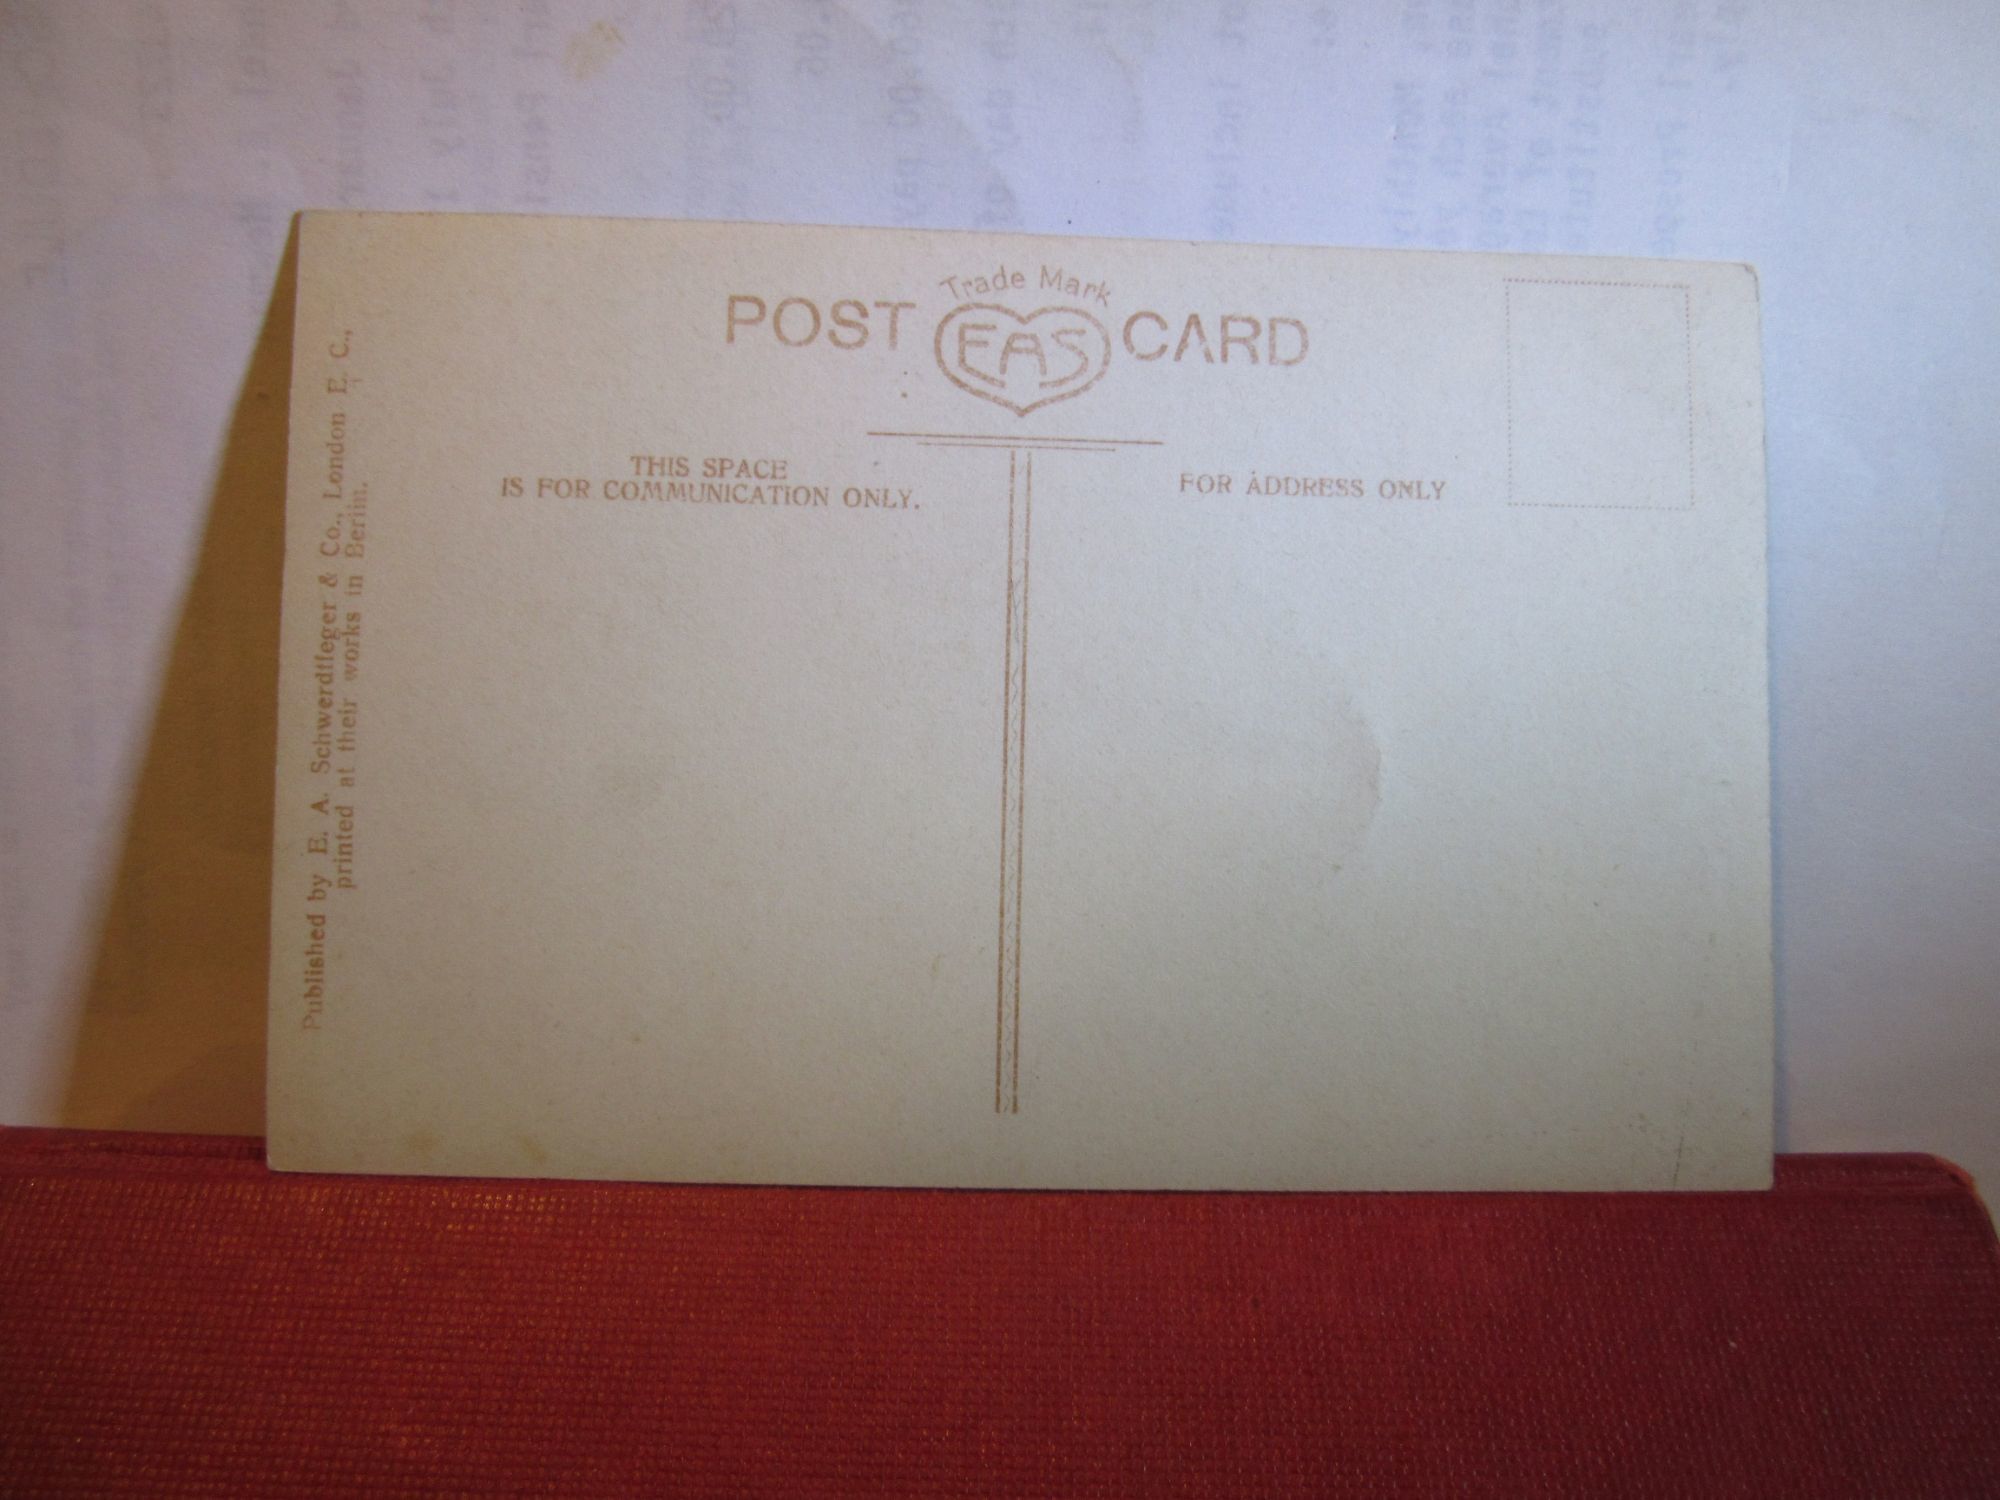 Trade Mark
POST EAS CARD
THIS SPACE
IS FOR COMMUNICATION ONLY.
FOR ADDRESS ONLY
Published by E. A. Schwerdtfeger & Co., London E. C.,
printed at their works in Berlin.